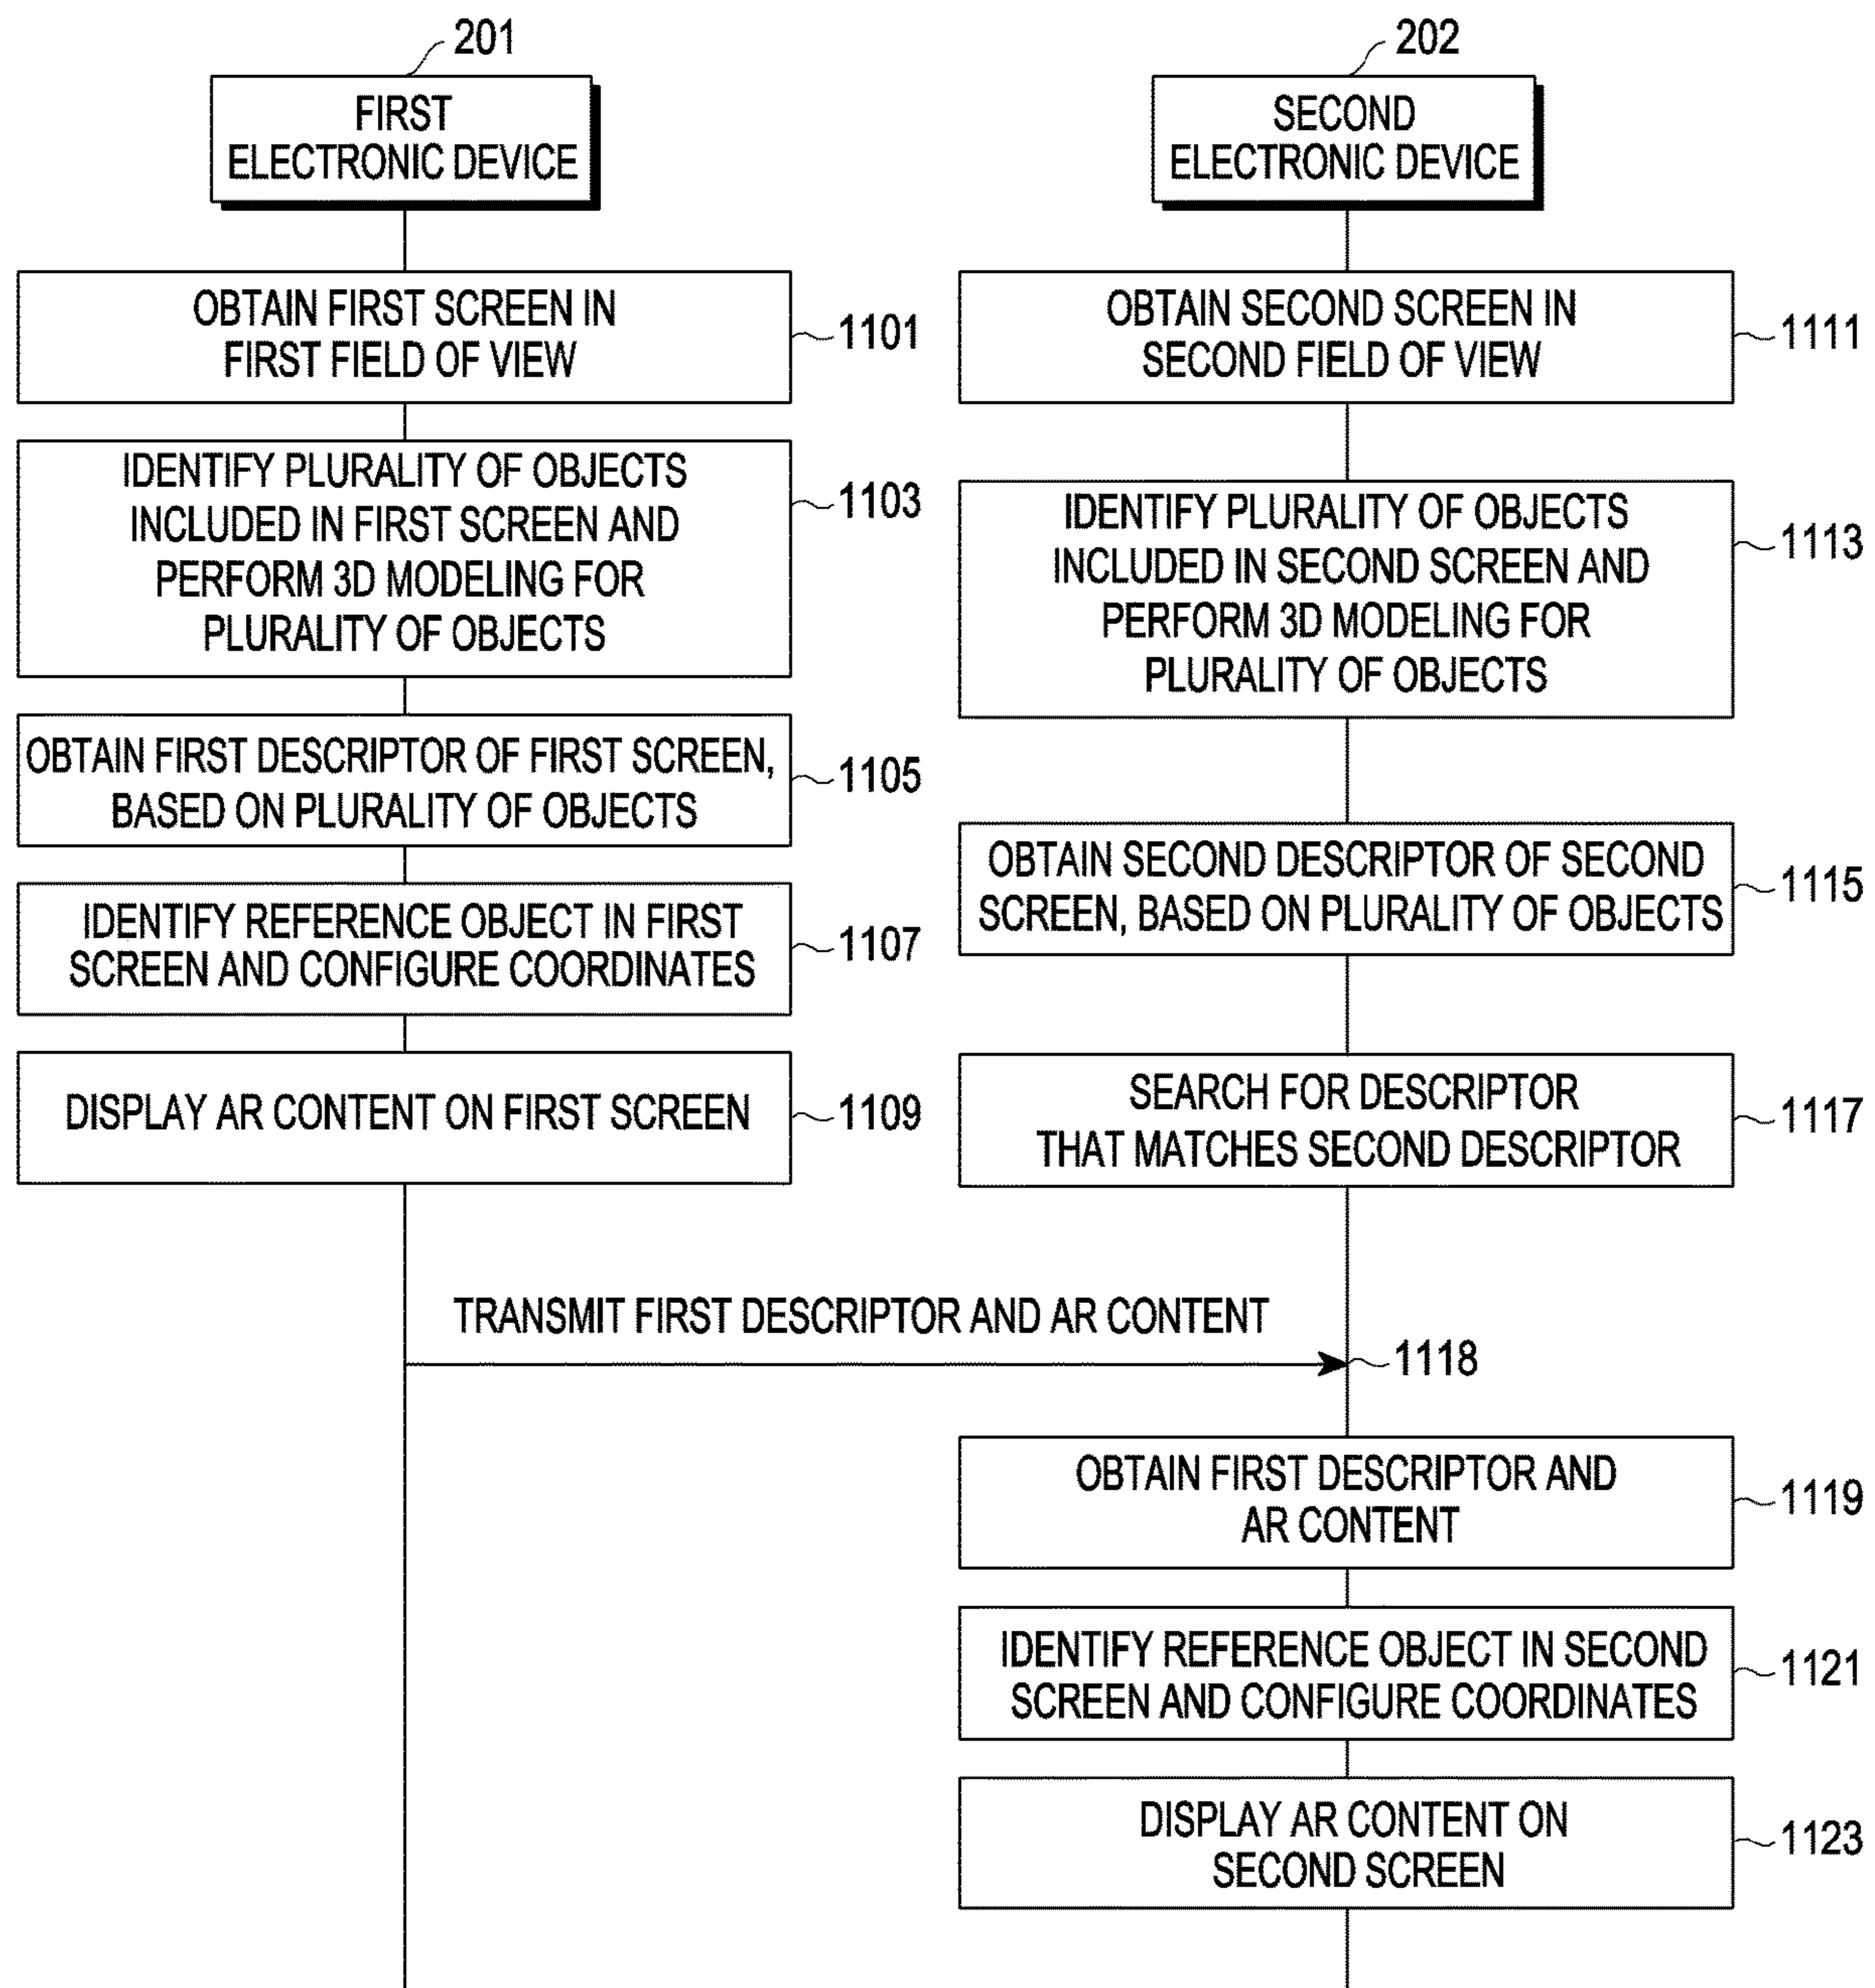 201
FIRST
ELECTRONIC DEVICE
202
SECOND
ELECTRONIC DEVICE
OBTAIN FIRST SCREEN IN
FIRST FIELD OF VIEW
1101
IDENTIFY PLURALITY OF OBJECTS
INCLUDED IN FIRST SCREEN AND
PERFORM 3D MODELING FOR
PLURALITY OF OBJECTS
1103
OBTAIN FIRST DESCRIPTOR OF FIRST SCREEN,
BASED ON PLURALITY OF OBJECTS
1105
IDENTIFY REFERENCE OBJECT IN FIRST
SCREEN AND CONFIGURE COORDINATES
1107
DISPLAY AR CONTENT ON FIRST SCREEN
1109
OBTAIN SECOND SCREEN IN
SECOND FIELD OF VIEW
1111
IDENTIFY PLURALITY OF OBJECTS
INCLUDED IN SECOND SCREEN AND
PERFORM 3D MODELING FOR
PLURALITY OF OBJECTS
1113
OBTAIN SECOND DESCRIPTOR OF SECOND
SCREEN, BASED ON PLURALITY OF OBJECTS
1115
SEARCH FOR DESCRIPTOR
THAT MATCHES SECOND DESCRIPTOR
1117
TRANSMIT FIRST DESCRIPTOR AND AR CONTENT
1118
OBTAIN FIRST DESCRIPTOR AND
AR CONTENT
1119
IDENTIFY REFERENCE OBJECT IN SECOND
SCREEN AND CONFIGURE COORDINATES
1121
DISPLAY AR CONTENT ON
SECOND SCREEN
1123